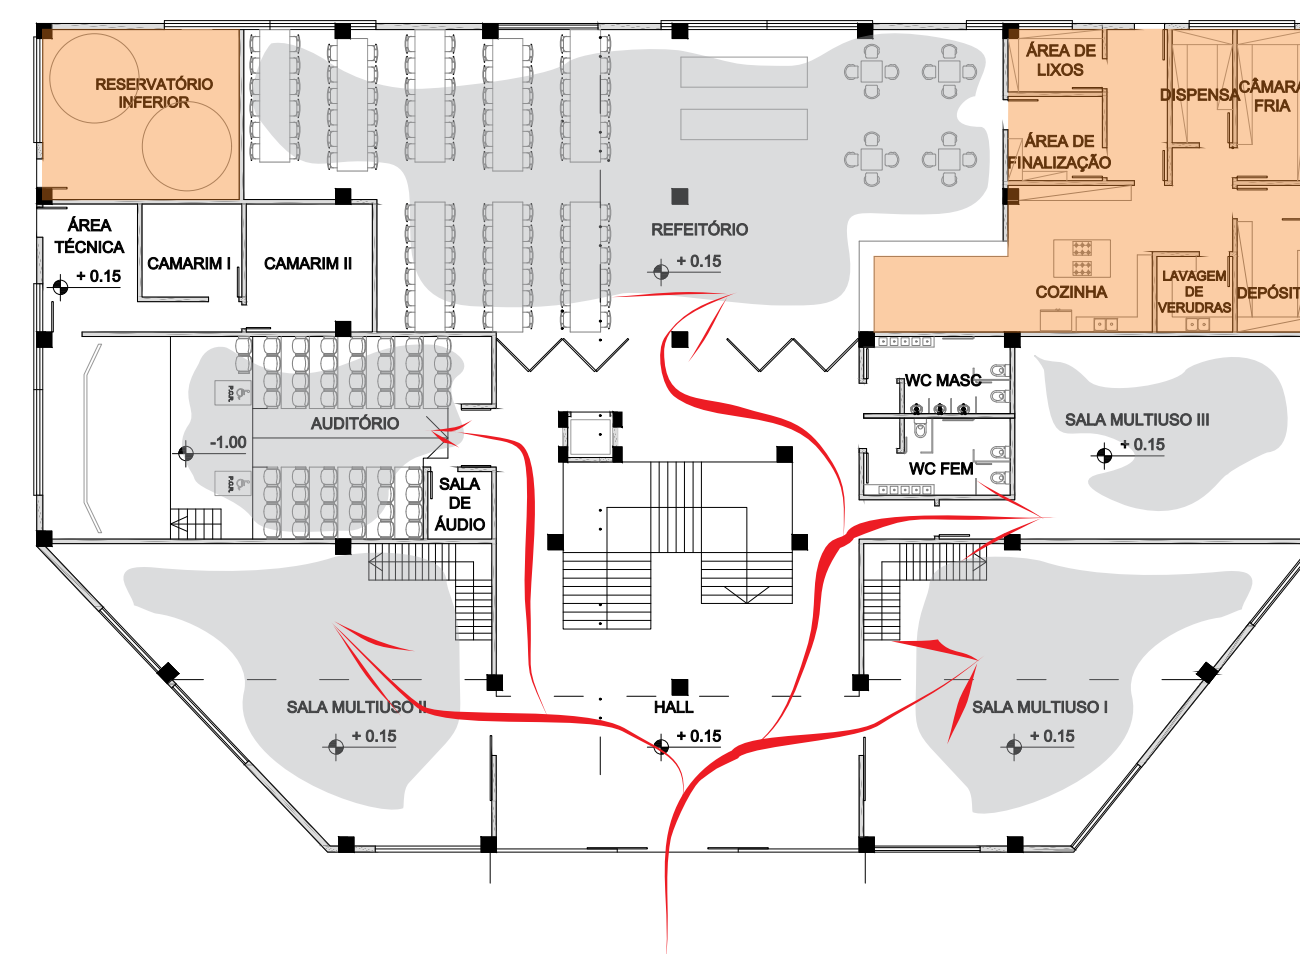 RESERVATÓRIO
INFERIOR
ÁREA DE
LIXOS
DISPENSA
CÂMARA
FRIA
ÁREA DE
FINALIZAÇÃO
ÁREA
TÉCNICA
+ 0.15
CAMARIM I
CAMARIM II
REFEITÓRIO
+ 0.15
COZINHA
LAVAGEM
DE
VERUDRAS
DEPÓSIT
P.C.R.
AUDITÓRIO
-1.00
P.C.R.
SALA
DE
ÁUDIO
WC MASC
WC FEM
SALA MULTIUSO III
+ 0.15
SALA MULTIUSO II
+ 0.15
HALL
+ 0.15
SALA MULTIUSO I
+ 0.15